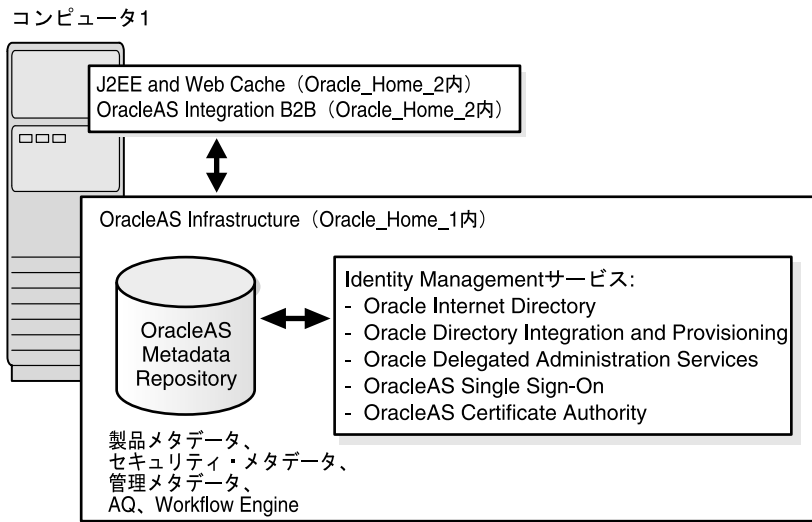 コンピュータ1
J2EE and Web Cache（Oracle_Home_2内）
OracleAS Integration B2B（Oracle_Home_2内）
OracleAS Infrastructure（Oracle_Home_1内）
OracleAS
Metadata
Repository
Identity Managementサービス:
- Oracle Internet Directory
- Oracle Directory Integration and Provisioning
- Oracle Delegated Administration Services
- OracleAS Single Sign-On
- OracleAS Certificate Authority
製品メタデータ、
セキュリティ・メタデータ、
管理メタデータ、
AQ、Workflow Engine